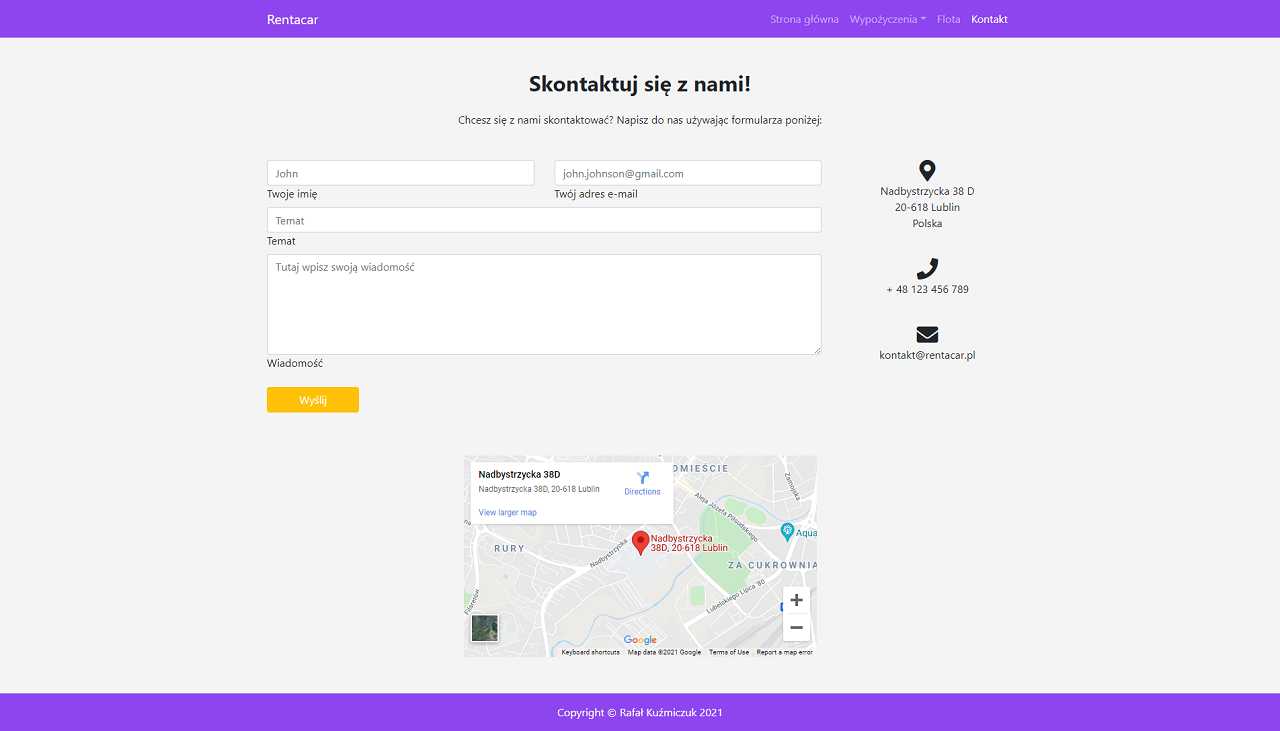 Rentacar
Strona główna Wypożyczenia Flota Kontakt
Skontaktuj się z nami!
Chcesz się z nami skontaktować? Napisz do nas używając formularza poniżej:
John
john.johnson@gmail.com
Twoje imię
Twój adres e-mail
Temat
Temat
Tutaj wpisz swoją wiadomość
Wiadomość
Wyślij
Nadbystrzycka 38 D
20-618 Lublin
Polska
+ 48 123 456 789
kontakt@rentacar.pl
Nadbystrzycka 38D
Nadbystrzycka 38D, 20-618 Lublin
Directions
View larger map
OMIEŚCIE
Zamojska
Aleja Józefa Piłsudskiego
Aqua
RURY
Nadbystrzycka
Nadbystrzycka
38D, 20-618 Lublin
ZA CUKROWNIĄ
Lubelskiego Lipca '80
Filaretów
Google
Keyboard shortcuts Map data ©2021 Google Terms of Use Report a map error
Copyright © Rafał Kuźmiczuk 2021